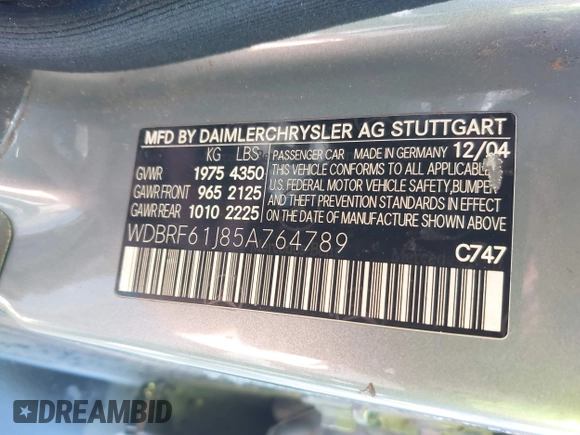 MFD BY DAIMLERCHRYSLER AG STUTTGART
KG LBS PASSENGER CAR MADE IN GERMANY 12/04
GVWR 1975 4350 THIS VEHICLE CONFORMS TO ALL APPLICABLE
GAWR FRONT 965 2125 U.S. FEDERAL MOTOR VEHICLE SAFETY, BUMPER
GAWR REAR 1010 2225 AND THEFT PREVENTION STANDARDS IN EFFECT
ON THE DATE OF MANUFACTURE SHOWN ABOVE.
WDBRF61J85A764789 C747
DREAMBID